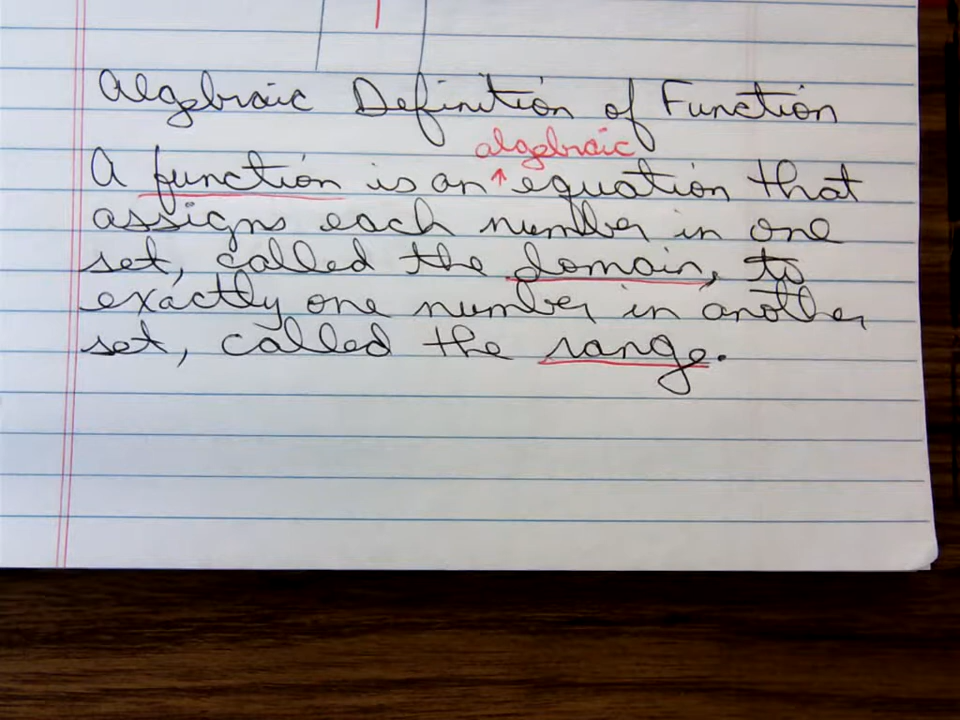 Algebraic Definition of Function
algebraic
A function is an ↑ equation that
assigns each number in one
set, called the domain, to
exactly one number in another
set, called the range.